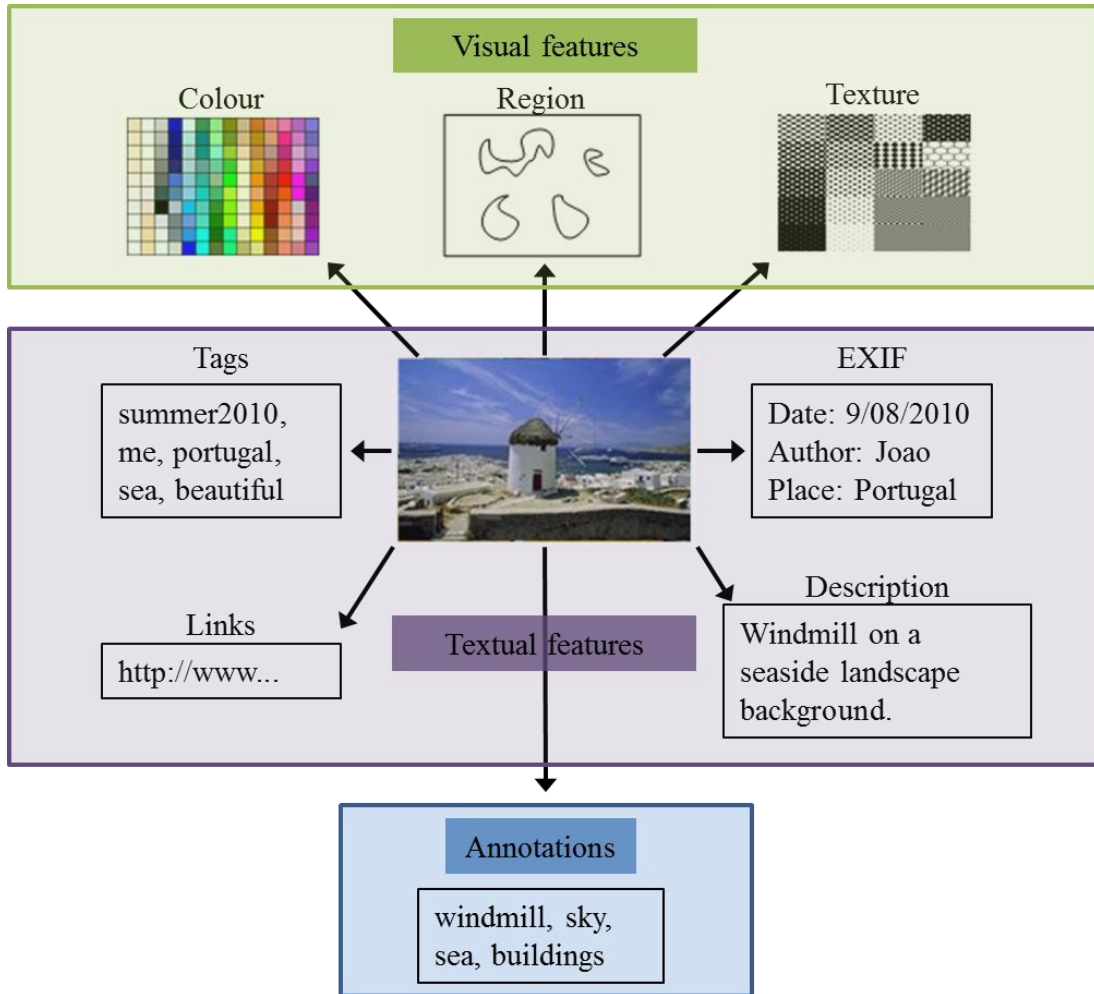 Visual features
Colour
Region
Texture
Tags
summer2010,
me, portugal,
sea, beautiful
EXIF
Date: 9/08/2010
Author: Joao
Place: Portugal
Links
http://www...
Textual features
Description
Windmill on a
seaside landscape
background.
Annotations
windmill, sky,
sea, buildings